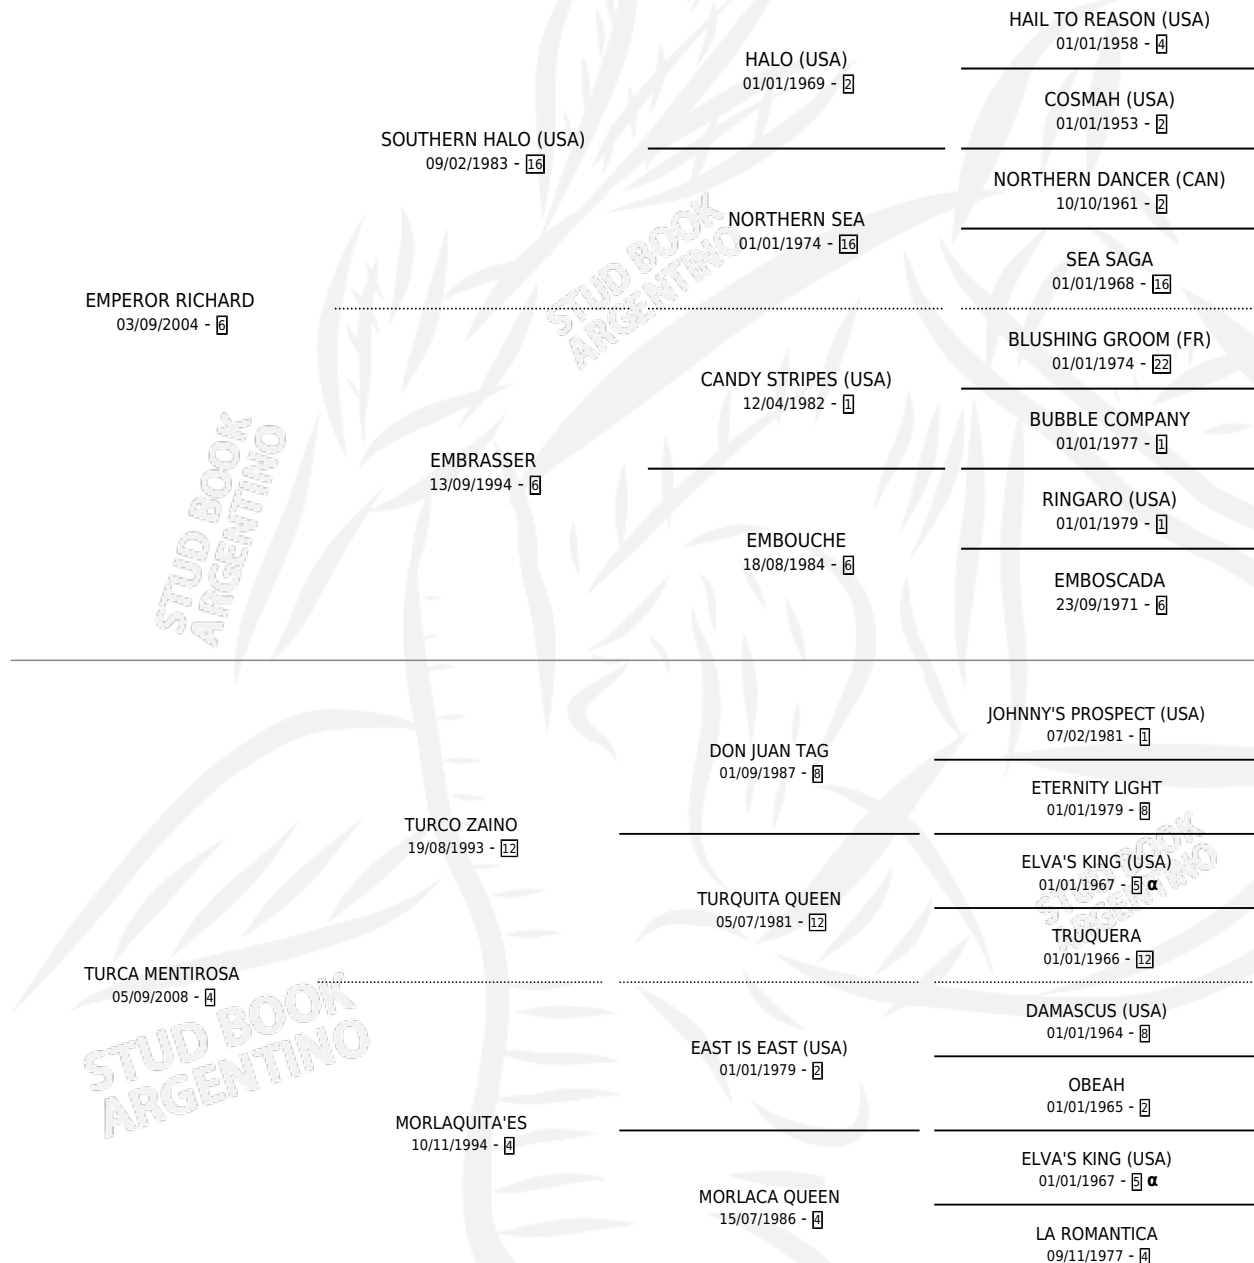 HAIL TO REASON (USA)
01/01/1958 - 4
HALO (USA)
01/01/1969 - 2
COSMAH (USA)
01/01/1953 - 2
SOUTHERN HALO (USA)
09/02/1983 - 16
NORTHERN DANCER (CAN)
10/10/1961 - 2
NORTHERN SEA
01/01/1974 - 16
SEA SAGA
01/01/1968 - 16
EMPEROR RICHARD
03/09/2004 - 6
STUD BOOK
ARGENTINO
BLUSHING GROOM (FR)
01/01/1974 - 22
CANDY STRIPES (USA)
12/04/1982 - 1
BUBBLE COMPANY
01/01/1977 - 1
EMBRASSER
13/09/1994 - 6
RINGARO (USA)
01/01/1979 - 1
EMBOUCHE
18/08/1984 - 6
EMBOSCADA
23/09/1971 - 6
STUD BOOK
ARGENTINO
JOHNNY'S PROSPECT (USA)
07/02/1981 - 1
DON JUAN TAG
01/09/1987 - 8
ETERNITY LIGHT
01/01/1979 - 8
TURCO ZAINO
19/08/1993 - 12
ELVA'S KING (USA)
01/01/1967 - 5 α
TURQUITA QUEEN
05/07/1981 - 12
TRUQUERA
01/01/1966 - 12
STUD BOOK
ARGENTINO
TURCA MENTIROSA
05/09/2008 - 4
DAMASCUS (USA)
01/01/1964 - 8
EAST IS EAST (USA)
01/01/1979 - 2
OBEAH
01/01/1965 - 2
STUD BOOK
ARGENTINO
MORLAQUITA'ES
10/11/1994 - 4
ELVA'S KING (USA)
01/01/1967 - 5 α
MORLACA QUEEN
15/07/1986 - 4
LA ROMANTICA
09/11/1977 - 4